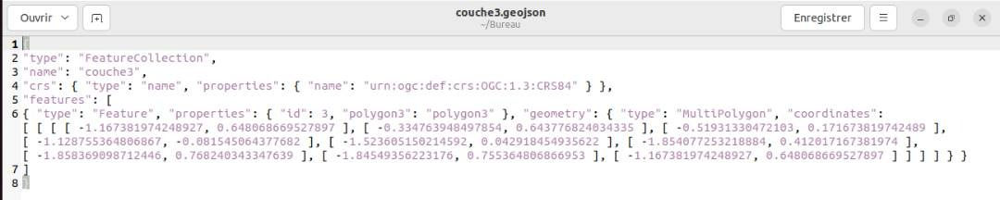 Ouvrir
couche3.geojson
~/Bureau
Enregistrer
1 {
2 "type": "FeatureCollection",
3 "name": "couche3",
4 "crs": { "type": "name", "properties": { "name": "urn:ogc:def:crs:OGC:1.3:CRS84" } },
5 "features": [
6 { "type": "Feature", "properties": { "id": 3, "polygon3": "polygon3" }, "geometry": { "type": "MultiPolygon", "coordinates":
[ [ [ [ -1.167381974248927, 0.648068669527897 ], [ -0.334763948497854, 0.643776824034335 ], [ -0.51931330472103, 0.171673819742489 ],
[ -1.128755364806867, -0.081545064377682 ], [ -1.523605150214592, 0.042918454935622 ], [ -1.854077253218884, 0.412017167381974 ],
[ -1.858369098712446, 0.768240343347639 ], [ -1.84549356223176, 0.755364806866953 ], [ -1.167381974248927, 0.648068669527897 ] ] ] ] } }
7 ]
8 }